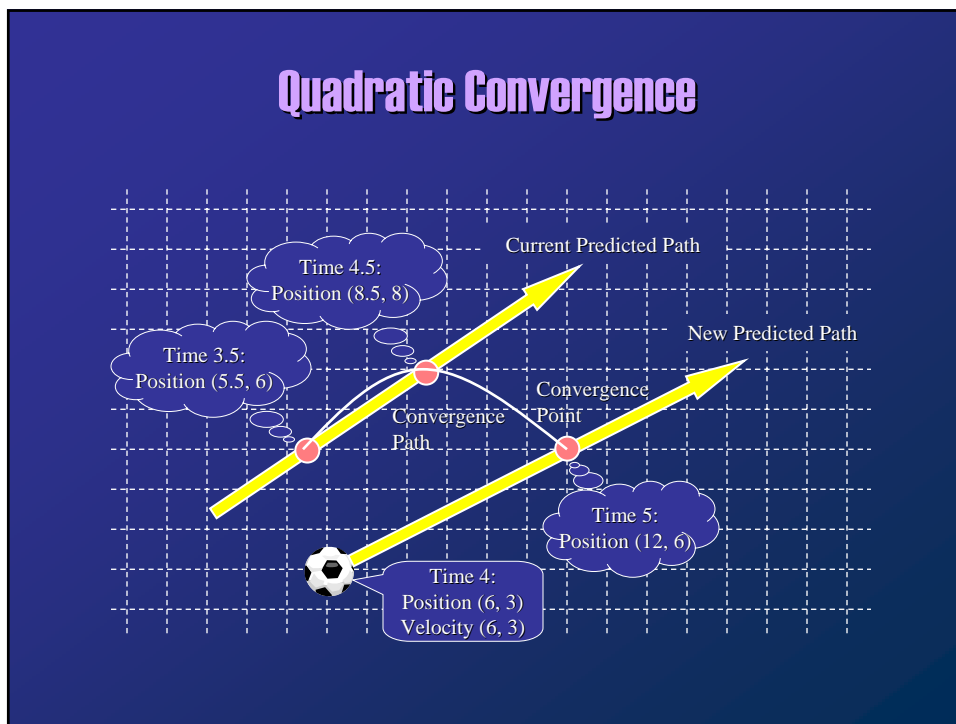 Quadratic Convergence
Current Predicted Path
Time 4.5:
Position (8.5, 8)
New Predicted Path
Time 3.5:
Position (5.5, 6)
Convergence
Point
Convergence
Path
Time 5:
Position (12, 6)
Time 4:
Position (6, 3)
Velocity (6, 3)